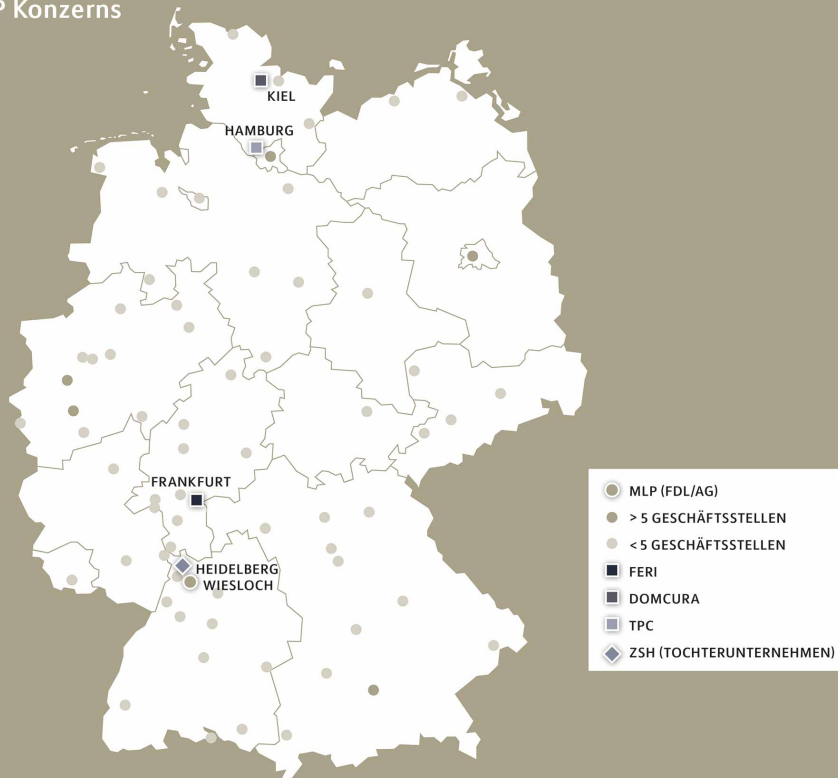 P Konzerns
KIEL
HAMBURG
FRANKFURT
HEIDELBERG
WIESLOCH
MLP (FDL/AG)
> 5 GESCHÄFTSSTELLEN
< 5 GESCHÄFTSSTELLEN
FERI
DOMCURA
TPC
ZSH (TOCHTERUNTERNEHMEN)